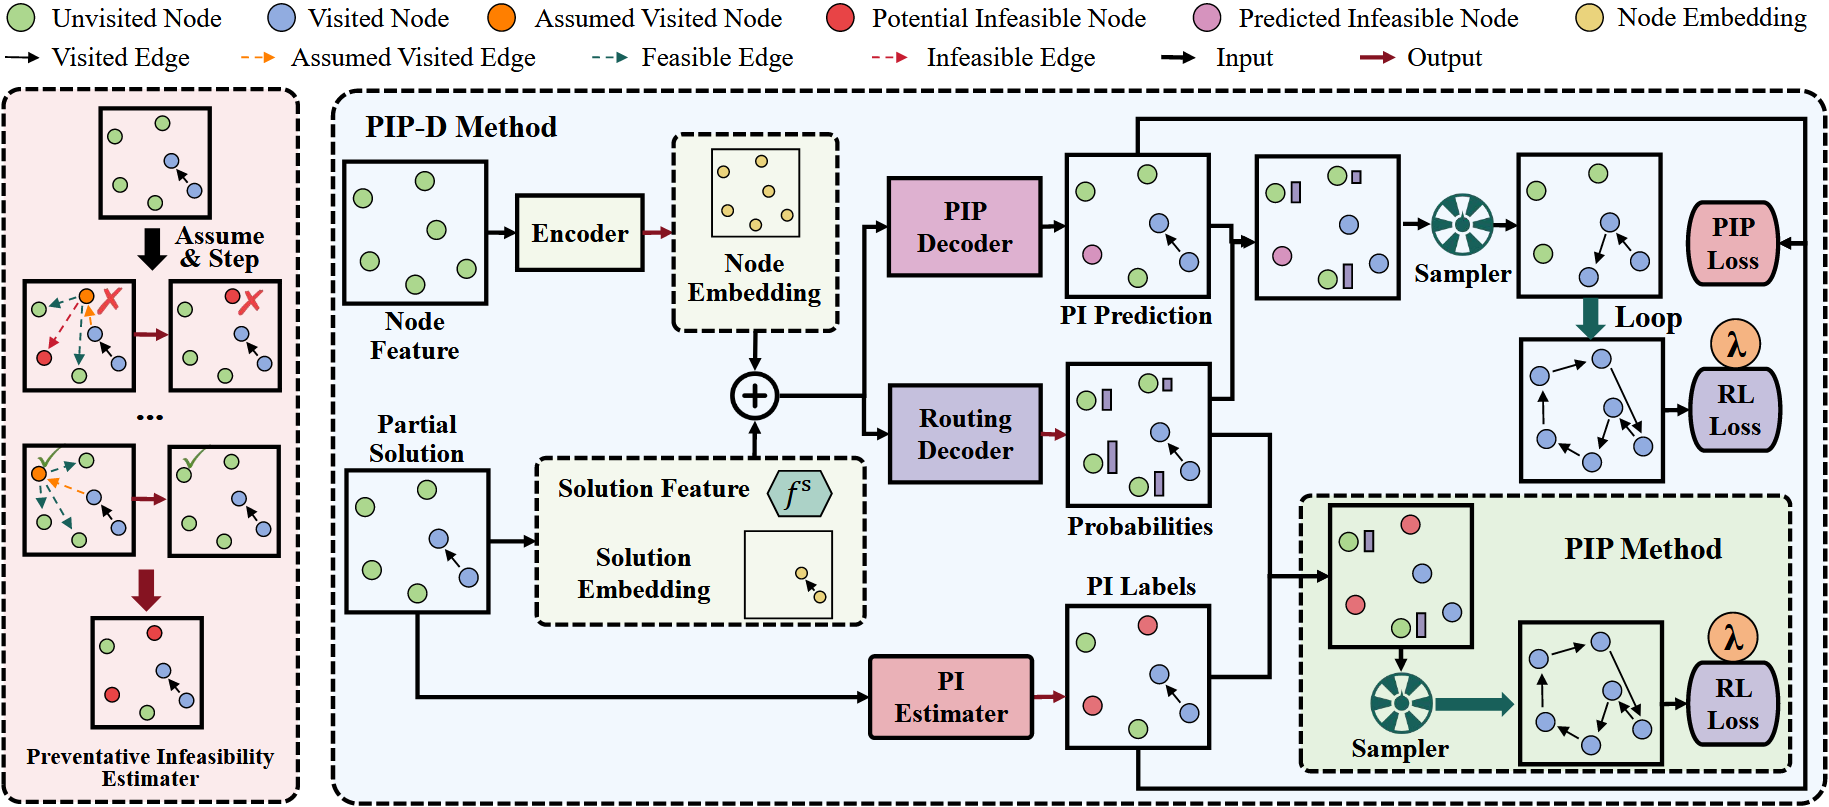 Unvisited Node
Visited Node
Assumed Visited Node
Potential Infeasible Node
Predicted Infeasible Node
Node Embedding
Visited Edge
Assumed Visited Edge
Feasible Edge
Infeasible Edge
Input
Output
Assume
& Step
...
Preventative Infeasibility
Estimater
PIP-D Method
Node
Feature
Encoder
Node
Embedding
Partial
Solution
Solution Feature
f^s
Solution
Embedding
PIP
Decoder
Routing
Decoder
PI
Estimater
PI Prediction
Probabilities
PI Labels
Sampler
Loop
PIP
Loss
λ
RL
Loss
PIP Method
Sampler
λ
RL
Loss